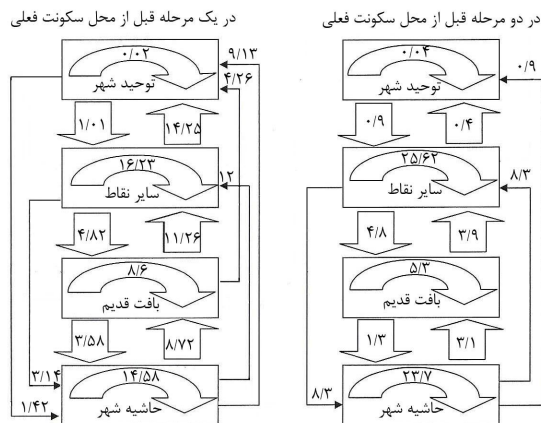 در یک مرحله قبل از محل سکونت فعلی
در دو مرحله قبل از محل سکونت فعلی
۰/۰۲
توحید شهر
۹/۱۳
۴/۲۶
۱/۰۱
۱۴/۲۵
۱۶/۲۳
سایر نقاط
۱۲
۴/۸۲
۱۱/۲۶
۸/۶
بافت قدیم
۳/۵۸
۸/۷۲
۳/۱۴
۱/۴۲
۱۴/۵۸
حاشیه شهر
۰/۰۴
توحید شهر
۰/۹
۰/۹
۰/۴
۲۵/۶۲
سایر نقاط
۸/۳
۴/۸
۳/۹
۵/۳
بافت قدیم
۱/۳
۳/۱
۸/۳
۲۳/۷
حاشیه شهر